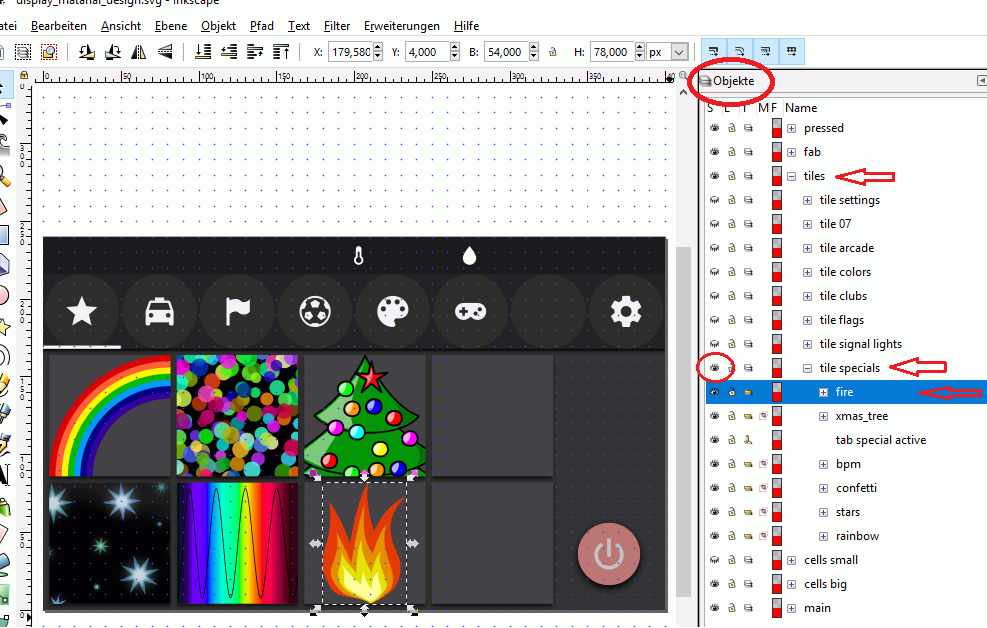 display_matarial_design.svg - Inkscape
atei Bearbeiten Ansicht Ebene Objekt Pfad Text Filter Erweiterungen Hilfe
X: 179,580 Y: 4,000 B: 54,000 H: 78,000 px
0 50 100 150 200 250 300 350
Objekte
S L T M F Name
pressed
fab
tiles
tile settings
tile 07
tile arcade
tile colors
tile clubs
tile flags
tile signal lights
tile specials
fire
xmas_tree
tab special active
bpm
confetti
stars
rainbow
cells small
cells big
main